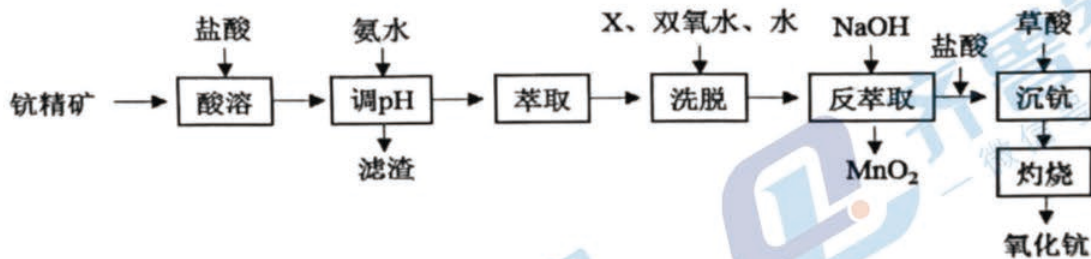 盐酸 氨水 X、双氧水、水 NaOH 盐酸 草酸
钪精矿 酸溶 调pH 萃取 洗脱 反萃取 沉钪
滤渣 MnO₂ 灼烧
氧化钪